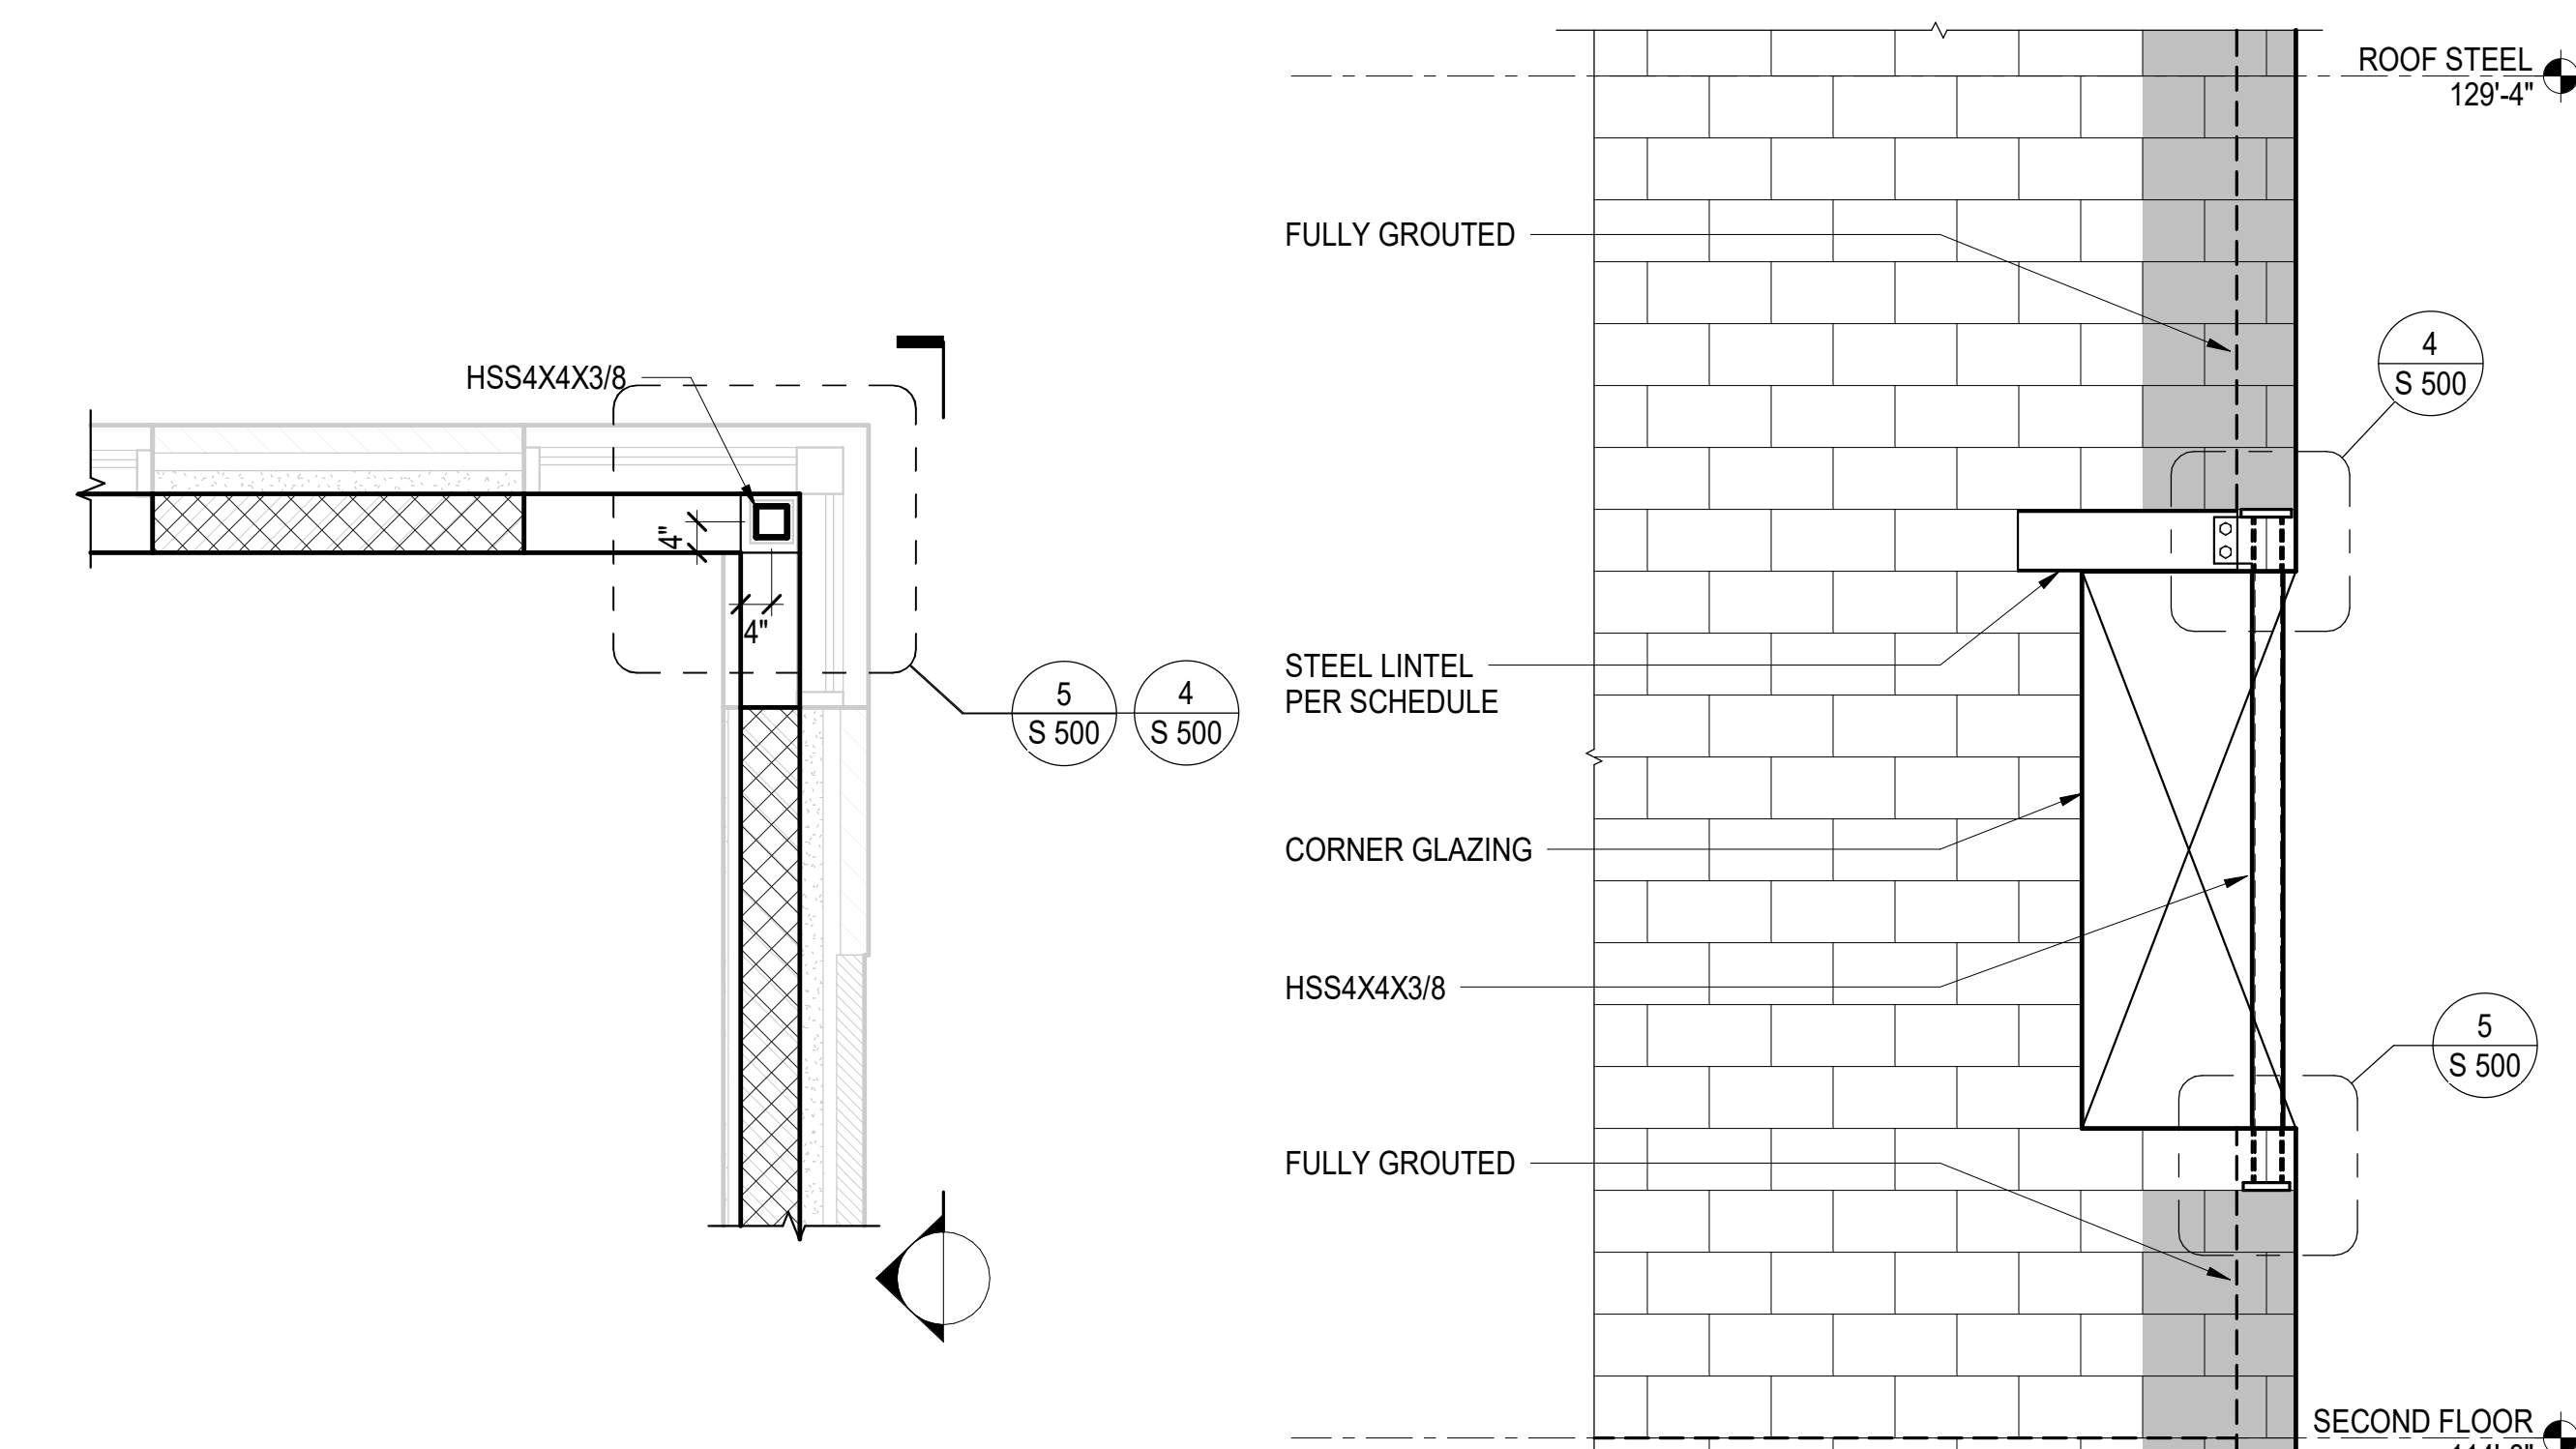 HSS4X4X3/8
4"
4"
5
S 500
4
S 500
ROOF STEEL
129'-4"
FULLY GROUTED
4
S 500
STEEL LINTEL
PER SCHEDULE
CORNER GLAZING
HSS4X4X3/8
5
S 500
FULLY GROUTED
SECOND FLOOR